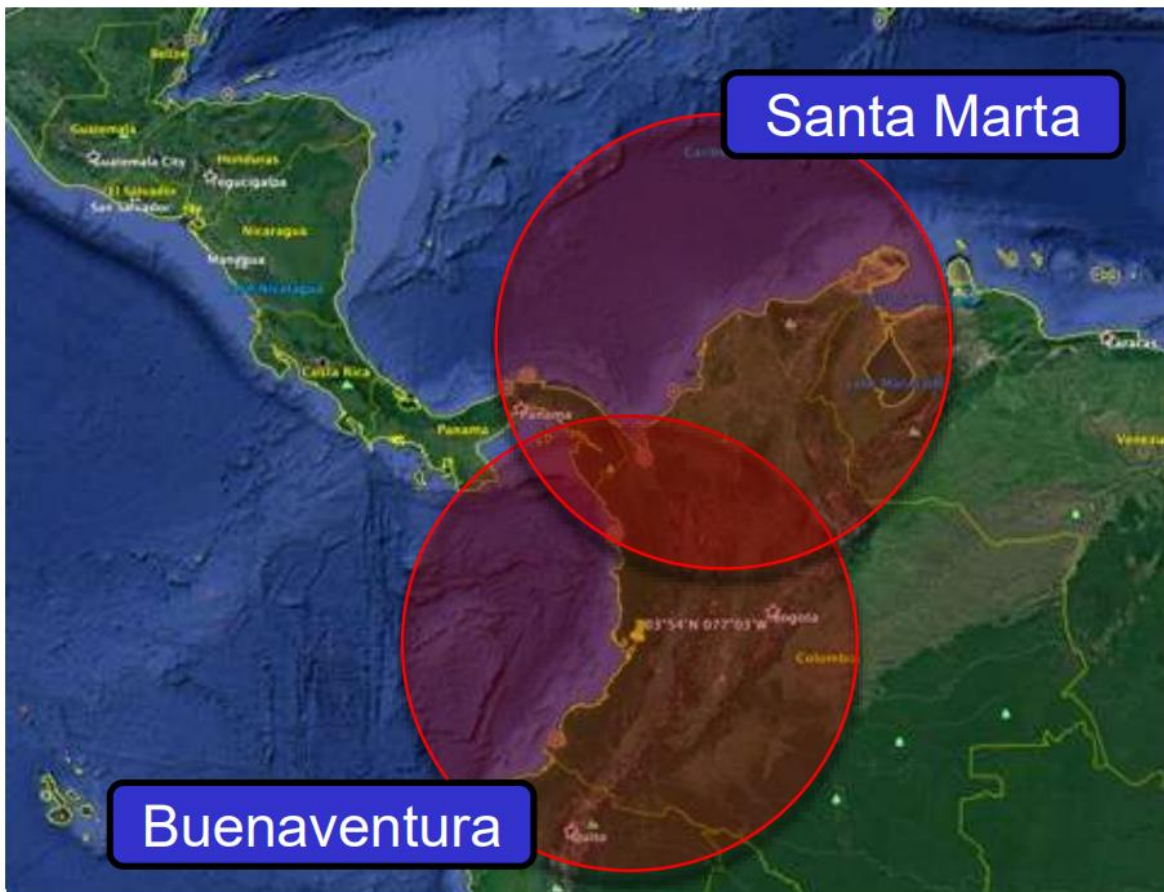 Belize
Santa Marta
Guatemala
Guatemala City
Honduras
Tegucigalpa
El Salvador
San Salvador
Nicaragua
Managua
Caracas
Costa Rica
Panama
Panama
03°54'N 077°03'W
Bogota
Colombia
Buenaventura
Quito